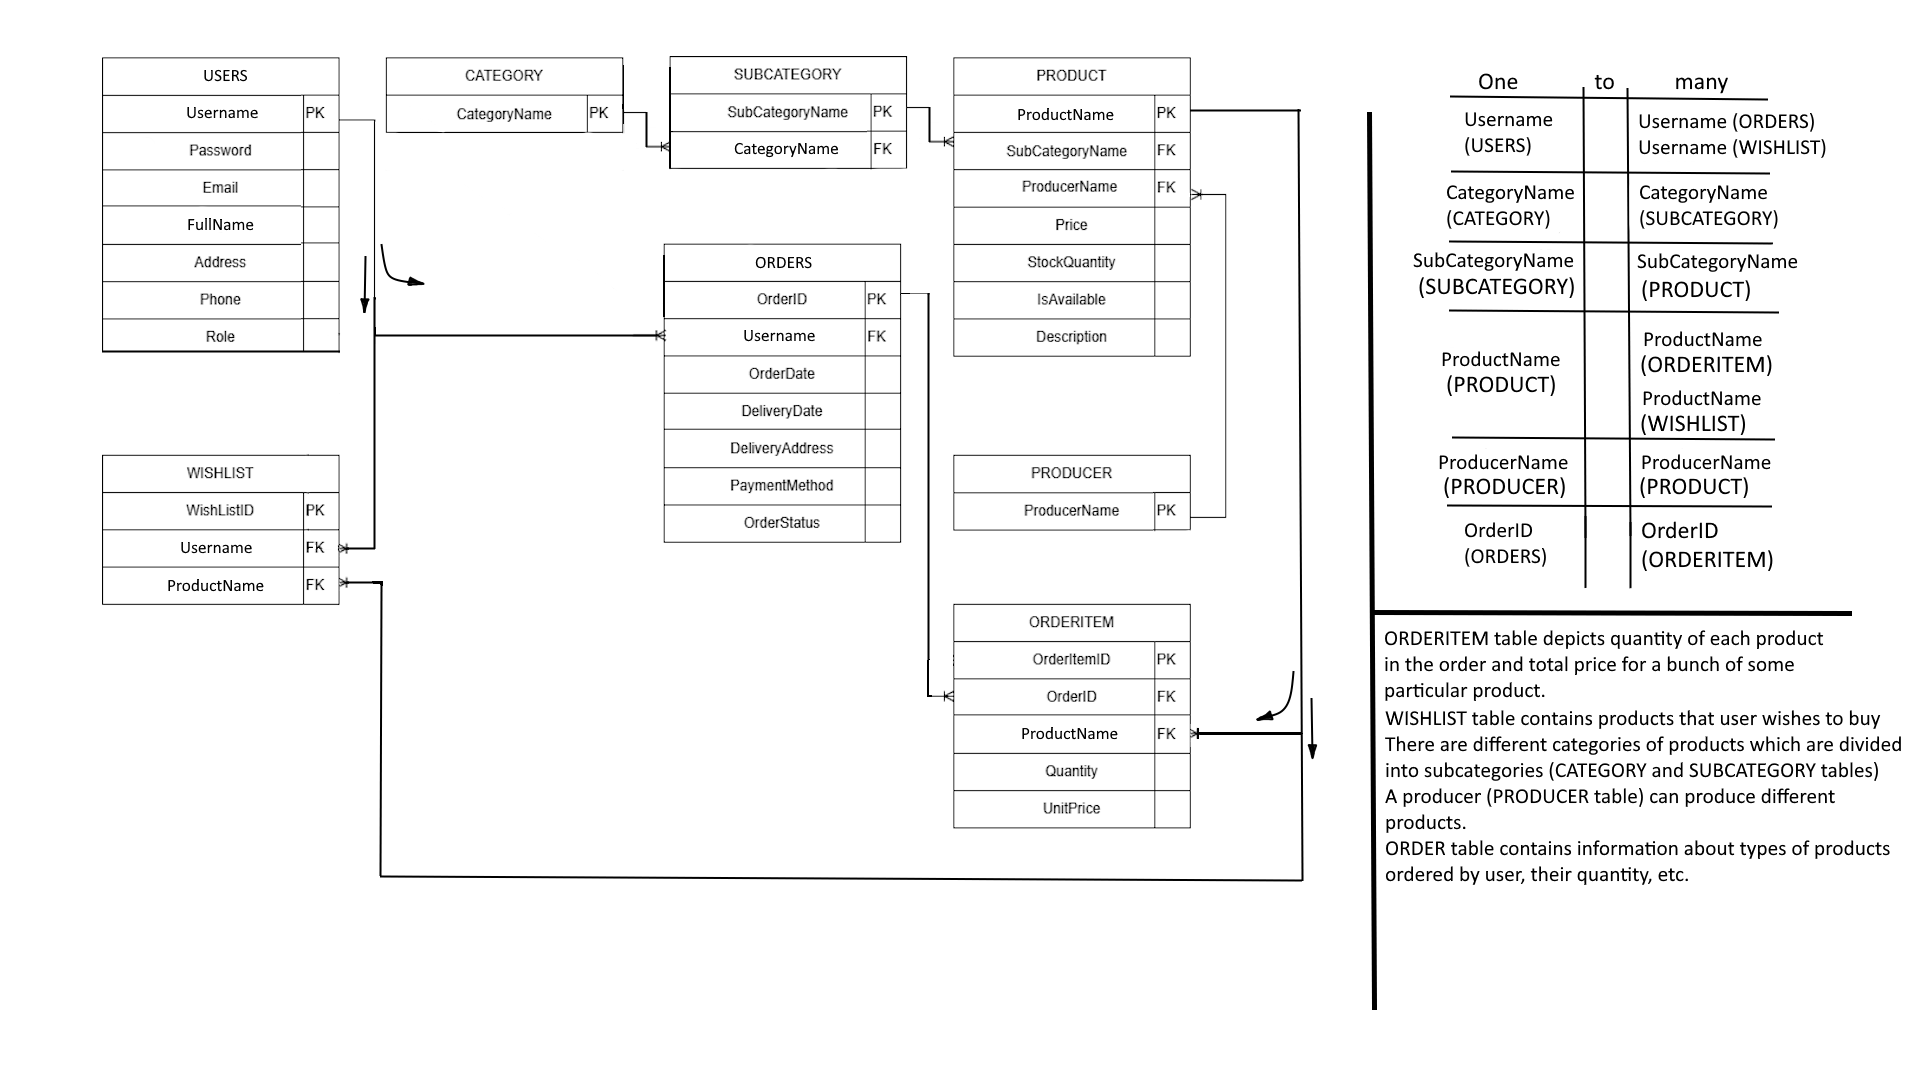 USERS
Username PK
Password
Email
FullName
Address
Phone
Role
CATEGORY
CategoryName PK
SUBCATEGORY
SubCategoryName PK
CategoryName FK
PRODUCT
ProductName PK
SubCategoryName FK
ProducerName FK
Price
StockQuantity
IsAvailable
Description
ORDERS
OrderID PK
Username FK
OrderDate
DeliveryDate
DeliveryAddress
PaymentMethod
OrderStatus
WISHLIST
WishListID PK
Username FK
ProductName FK
PRODUCER
ProducerName PK
ORDERITEM
OrderItemID PK
OrderID FK
ProductName FK
Quantity
UnitPrice
One to many
Username
(USERS)
Username (ORDERS)
Username (WISHLIST)
CategoryName
(CATEGORY)
CategoryName
(SUBCATEGORY)
SubCategoryName
(SUBCATEGORY)
SubCategoryName
(PRODUCT)
ProductName
(PRODUCT)
ProductName
(ORDERITEM)
ProductName
(WISHLIST)
ProducerName
(PRODUCER)
ProducerName
(PRODUCT)
OrderID
(ORDERS)
OrderID
(ORDERITEM)
ORDERITEM table depicts quantity of each product
in the order and total price for a bunch of some
particular product.
WISHLIST table contains products that user wishes to buy
There are different categories of products which are divided
into subcategories (CATEGORY and SUBCATEGORY tables)
A producer (PRODUCER table) can produce different
products.
ORDER table contains information about types of products
ordered by user, their quantity, etc.